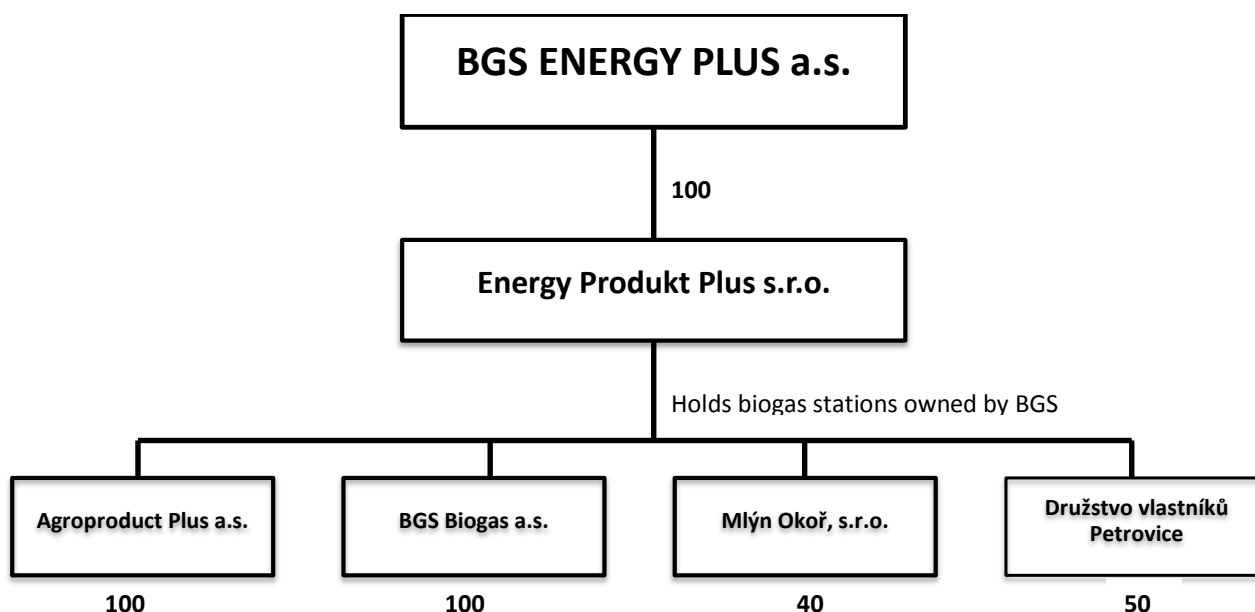 BGS ENERGY PLUS a.s.
100
Energy Produkt Plus s.r.o.
Holds biogas stations owned by BGS
Agroproduct Plus a.s.
BGS Biogas a.s.
Mlýn Okoř, s.r.o.
Družstvo vlastníků
Petrovice
100
100
40
50